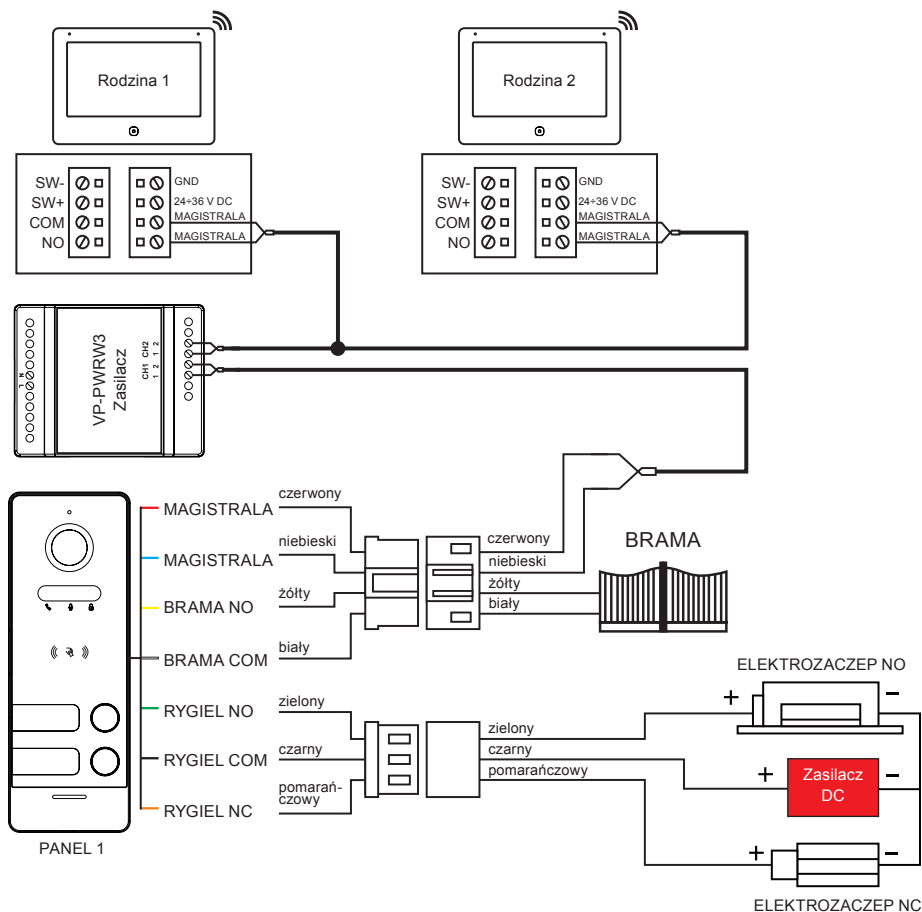 Rodzina 1
Rodzina 2
SW-
SW+
COM
NO
GND
24÷36 V DC
MAGISTRALA
MAGISTRALA
SW-
SW+
COM
NO
GND
24÷36 V DC
MAGISTRALA
MAGISTRALA
N L
VP-PWRW3
Zasilacz
CH1 CH2
1 2 1 2
MAGISTRALA czerwony
MAGISTRALA niebieski
BRAMA NO żółty
BRAMA COM biały
RYGIEL NO zielony
RYGIEL COM czarny
RYGIEL NC pomarań-
czowy
PANEL 1
czerwony
niebieski
żółty
biały
BRAMA
zielony
czarny
pomarańczowy
ELEKTROZACZEP NO
+ -
+ Zasilacz -
DC
+ -
ELEKTROZACZEP NC